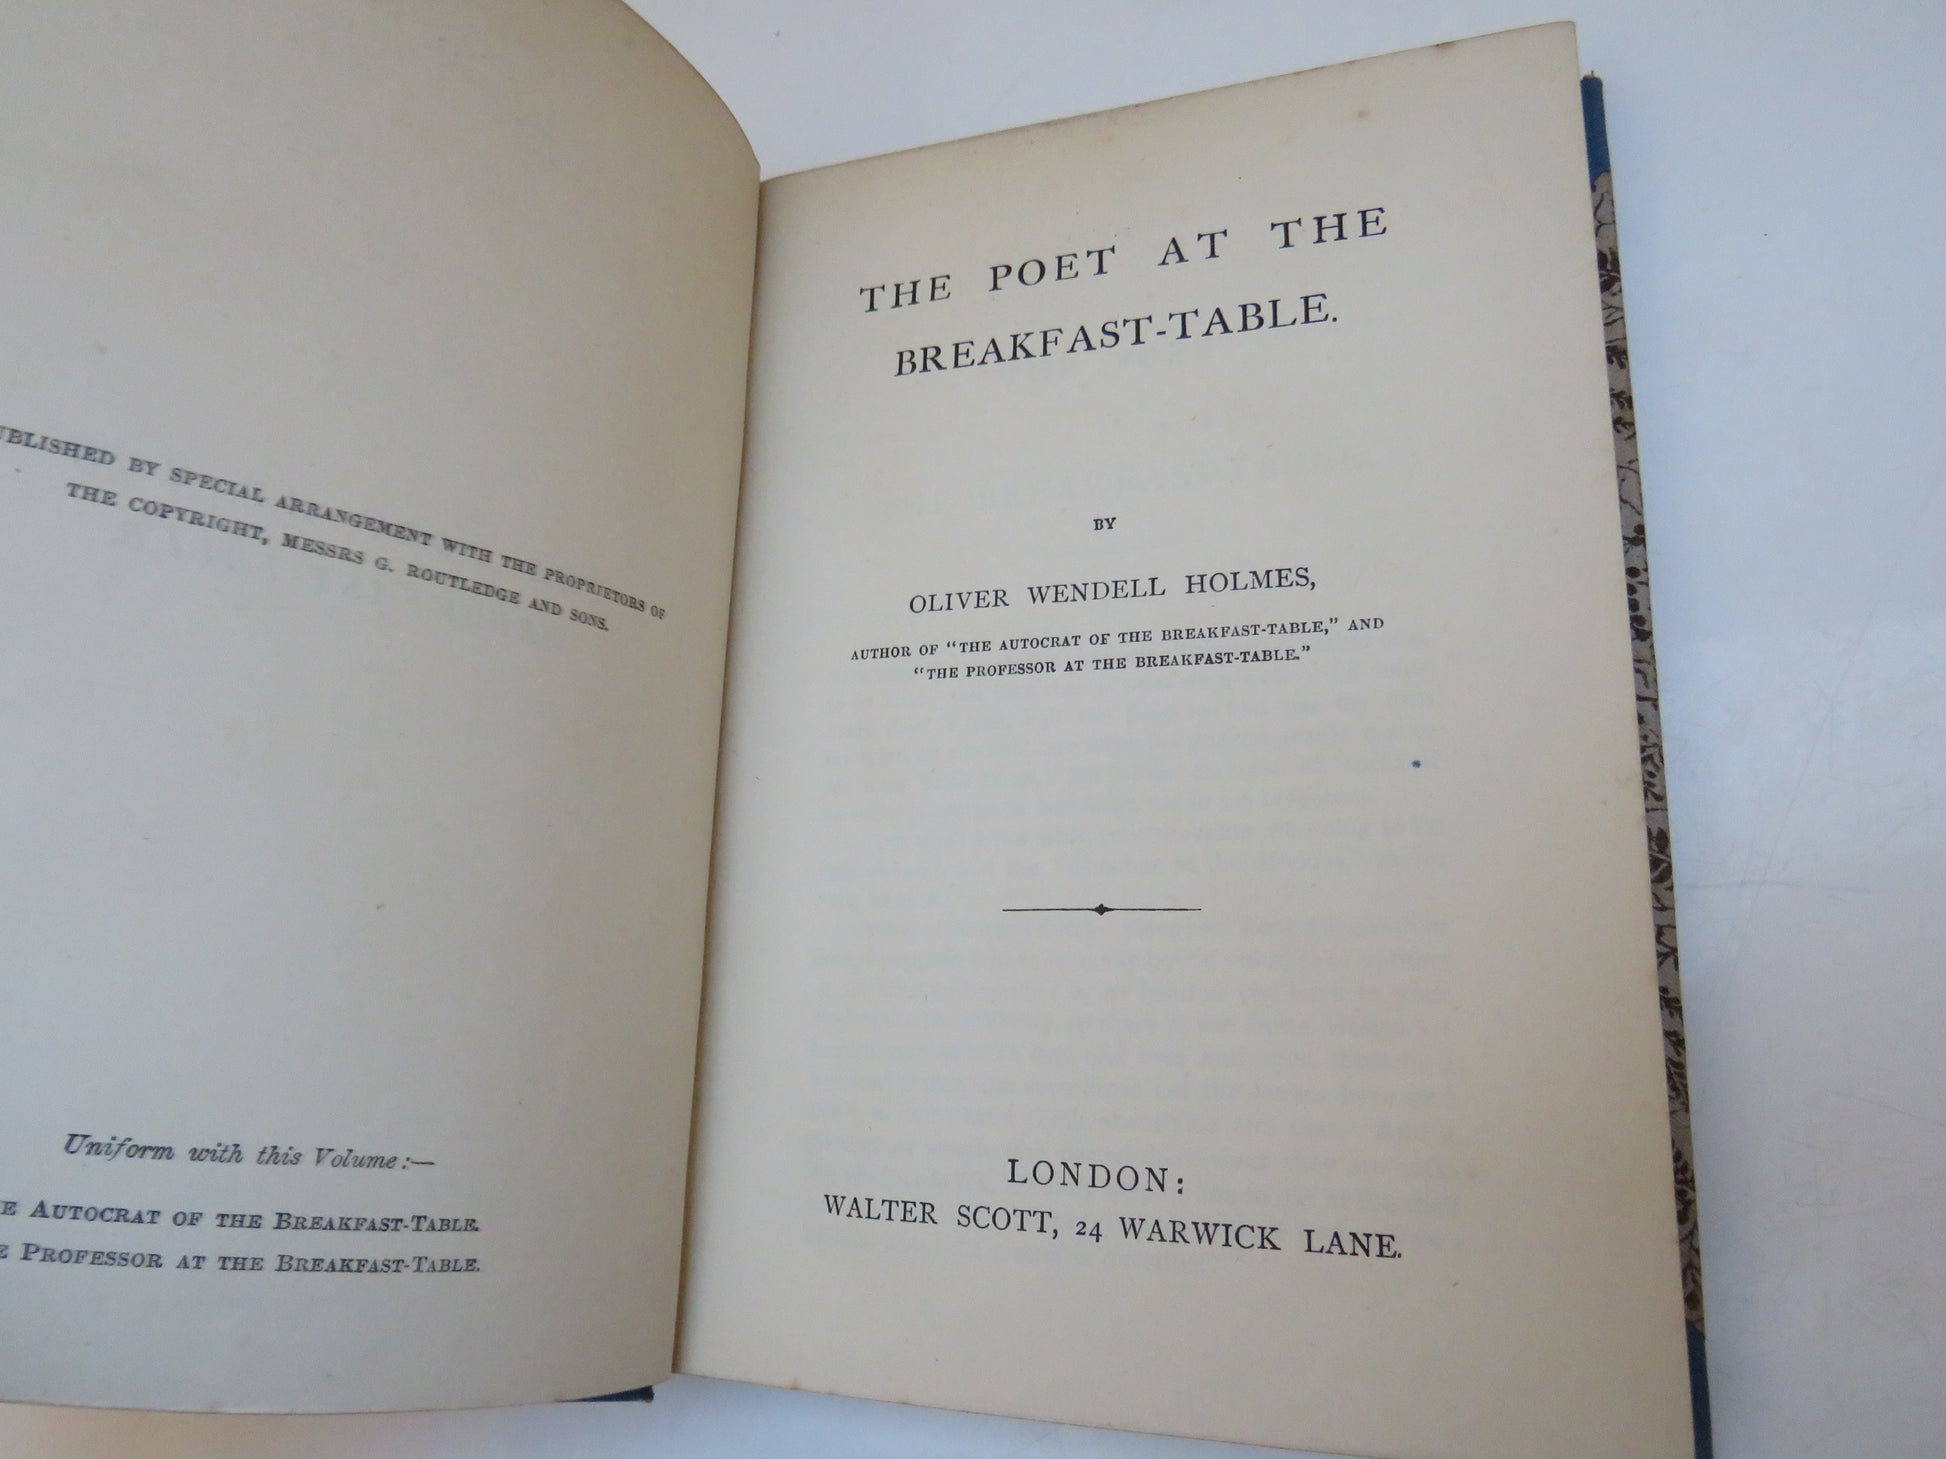 PUBLISHED BY SPECIAL ARRANGEMENT WITH THE PROPRIETORS OF
THE COPYRIGHT, MESSRS G. ROUTLEDGE AND SONS.
Uniform with this Volume:—
AUTOCRAT OF THE BREAKFAST-TABLE.
PROFESSOR AT THE BREAKFAST-TABLE.
THE POET AT THE
BREAKFAST-TABLE.
BY
OLIVER WENDELL HOLMES,
AUTHOR OF "THE AUTOCRAT OF THE BREAKFAST-TABLE," AND
"THE PROFESSOR AT THE BREAKFAST-TABLE."
LONDON:
WALTER SCOTT, 24 WARWICK LANE.